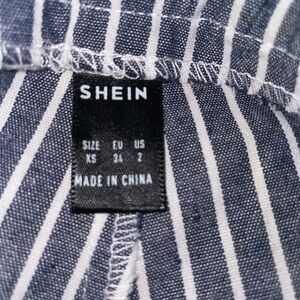 SHEIN
SIZE EU US
XS 34 2
MADE IN CHINA